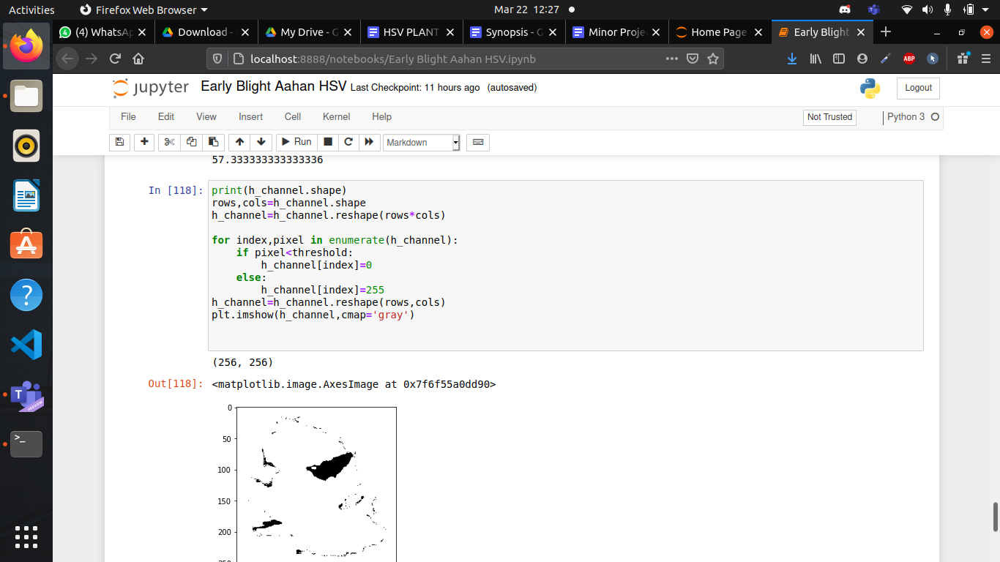 Activities
Firefox Web Browser
Mar 22 12:27
(4) WhatsAp
Download -
My Drive - G
HSV PLANT
Synopsis - G
Minor Proje
Home Page
Early Blight
localhost:8888/notebooks/Early Blight Aahan HSV.ipynb
ABP
jupyter
Early Blight Aahan HSV
Last Checkpoint: 11 hours ago (autosaved)
Logout
File
Edit
View
Insert
Cell
Kernel
Help
Not Trusted
Python 3
Run
Markdown
57.333333333333336
In [118]:
print(h_channel.shape)
rows,cols=h_channel.shape
h_channel=h_channel.reshape(rows*cols)
for index,pixel in enumerate(h_channel):
    if pixel<threshold:
        h_channel[index]=0
    else:
        h_channel[index]=255
h_channel=h_channel.reshape(rows,cols)
plt.imshow(h_channel,cmap='gray')
(256, 256)
Out[118]:
<matplotlib.image.AxesImage at 0x7f6f55a0dd90>
0
50
100
150
200
250
T
PREVIEW
>_